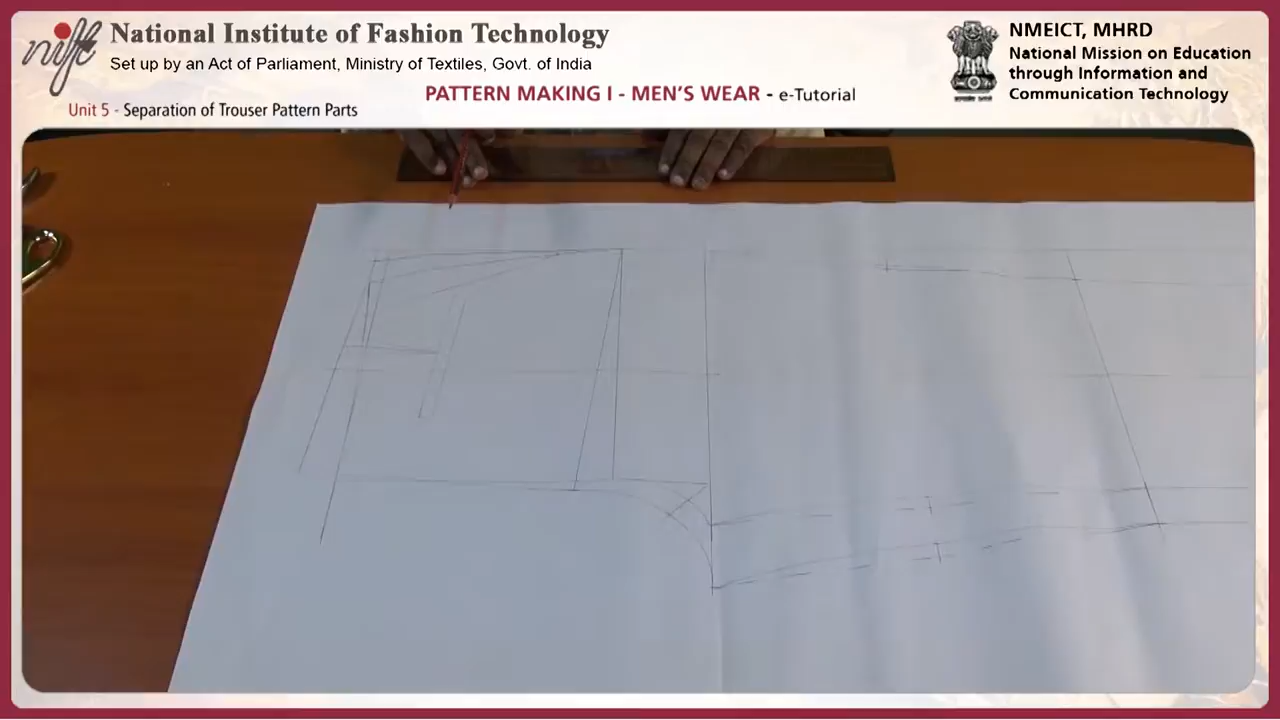 nift
National Institute of Fashion Technology
Set up by an Act of Parliament, Ministry of Textiles, Govt. of India
PATTERN MAKING I - MEN'S WEAR - e-Tutorial
Unit 5 - Separation of Trouser Pattern Parts
NMEICT, MHRD
National Mission on Education
through Information and
Communication Technology